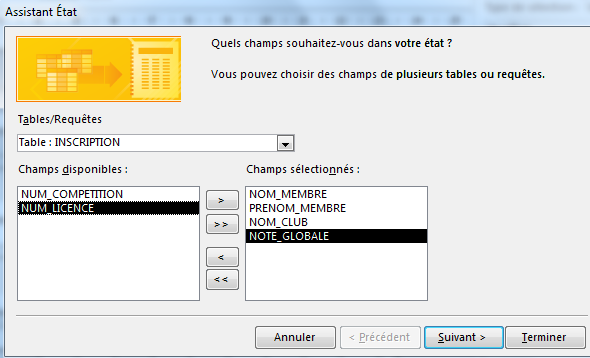 Assistant État
Quels champs souhaitez-vous dans votre état ?
Vous pouvez choisir des champs de plusieurs tables ou requêtes.
Tables/Requêtes
Table : INSCRIPTION
Champs disponibles :
Champs sélectionnés :
NUM_COMPETITION
NUM_LICENCE
>
>>
<
<<
NOM_MEMBRE
PRENOM_MEMBRE
NOM_CLUB
NOTE_GLOBALE
Annuler
< Précédent
Suivant >
Terminer